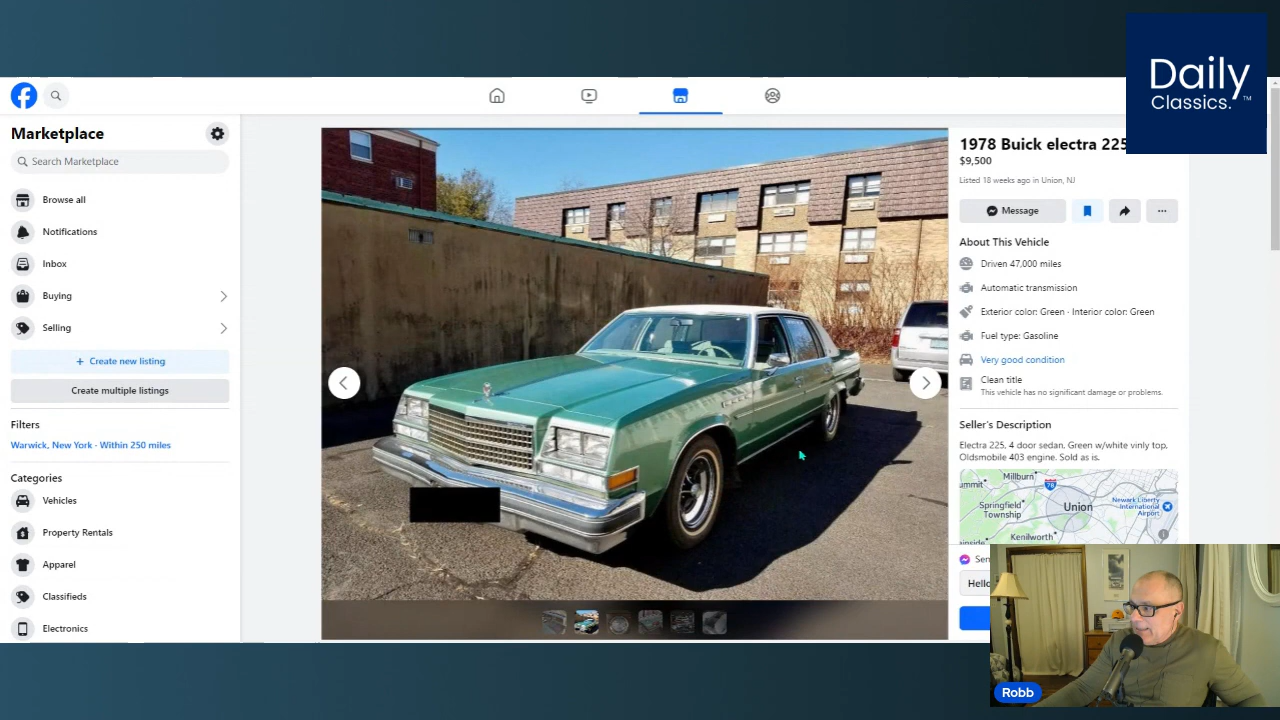 Daily
Classics.™
Marketplace
Search Marketplace
Browse all
Notifications
Inbox
Buying
Selling
+ Create new listing
Create multiple listings
Filters
Warwick, New York · Within 250 miles
Categories
Vehicles
Property Rentals
Apparel
Classifieds
Electronics
1978 Buick electra 225
$9,500
Listed 18 weeks ago in Union, NJ
Message
About This Vehicle
Driven 47,000 miles
Automatic transmission
Exterior color: Green · Interior color: Green
Fuel type: Gasoline
Very good condition
Clean title
This vehicle has no significant damage or problems.
Seller's Description
Electra 225, 4 door sedan, Green w/white vinly top,
Oldsmobile 403 engine. Sold as is.
Millburn
78
Springfield
Township
Union
Newark Liberty
International
Airport
Kenilworth
Robb